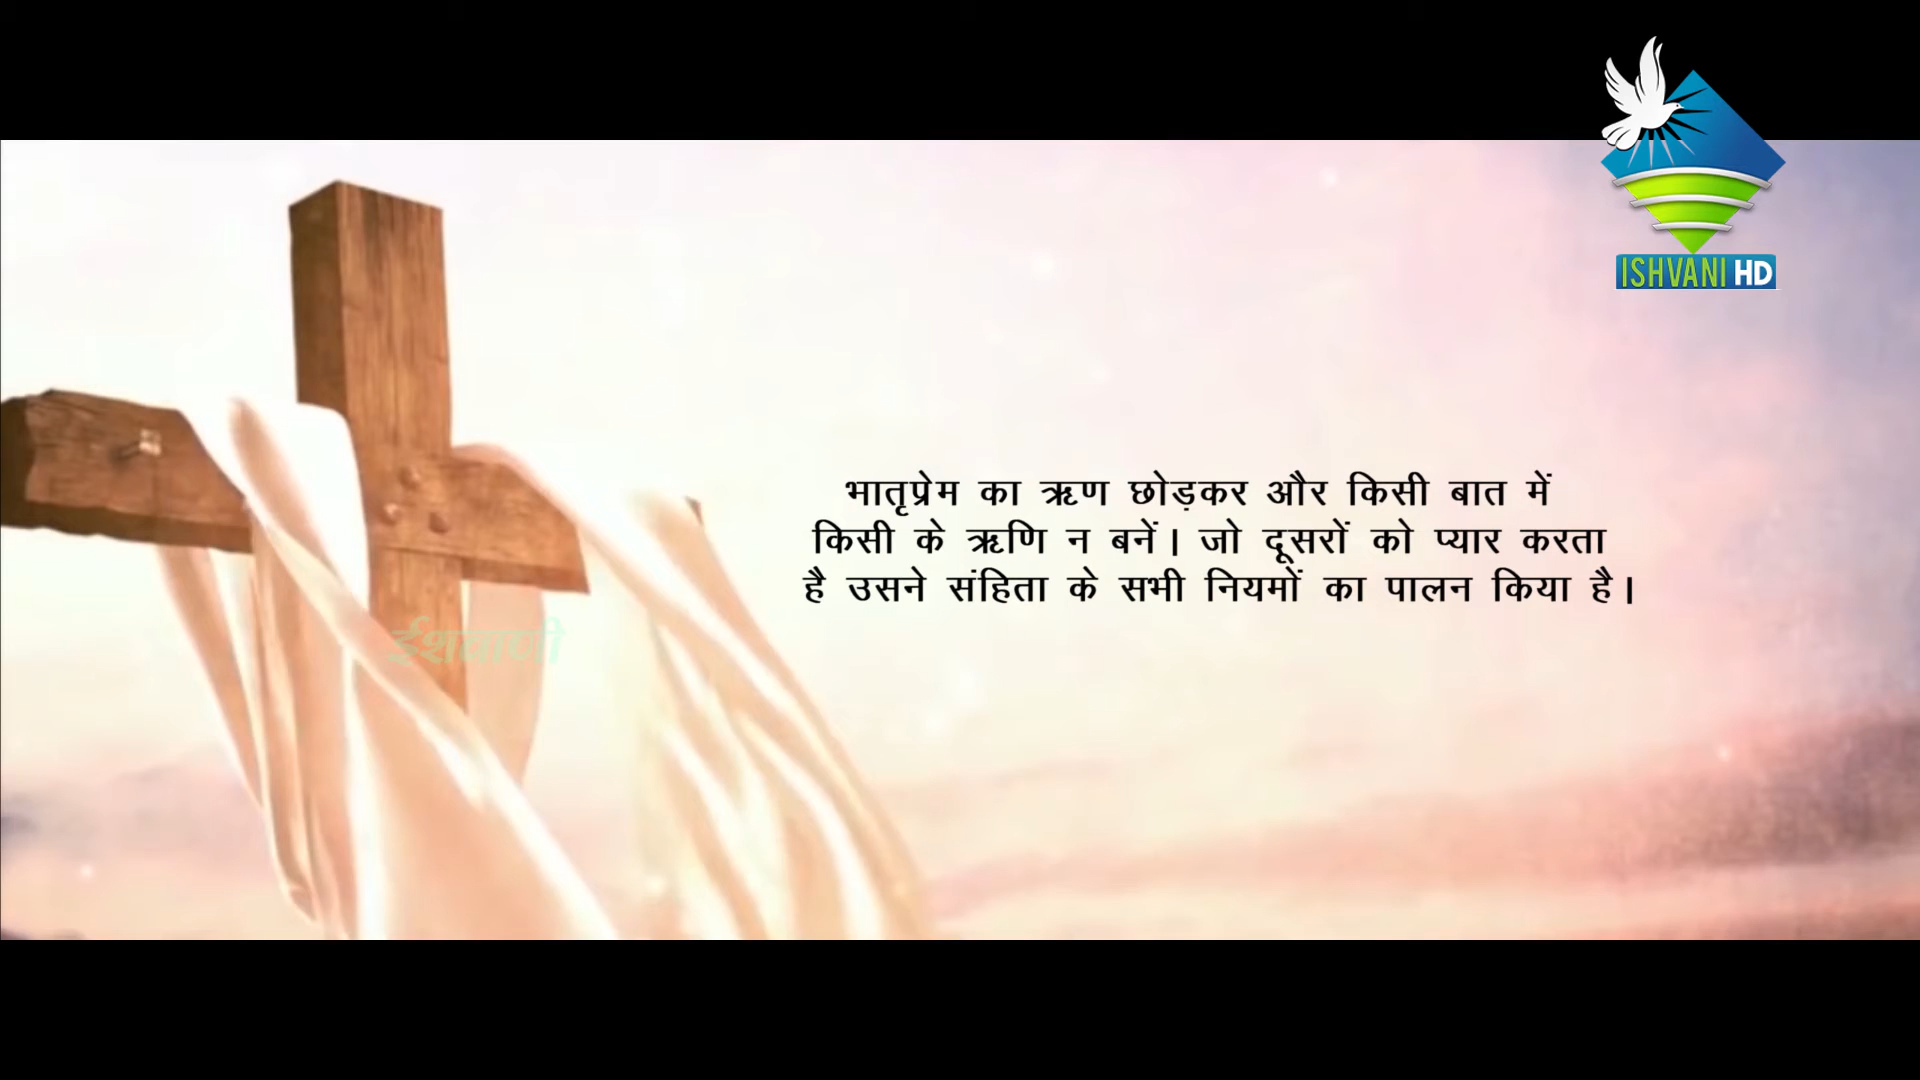 ISHVANI HD
भातृप्रेम का ऋण छोड़कर और किसी बात में
किसी के ऋणि न बनें। जो दूसरों को प्यार करता
है उसने संहिता के सभी नियमों का पालन किया है।
ईशवाणी